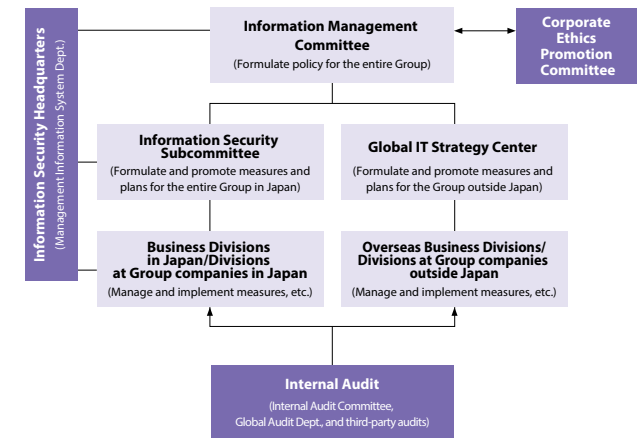 Information Security Headquarters
(Management Information System Dept.)
Information Management
Committee
(Formulate policy for the entire Group)
Corporate
Ethics
Promotion
Committee
Information Security
Subcommittee
(Formulate and promote measures and
plans for the entire Group in Japan)
Global IT Strategy Center
(Formulate and promote measures and
plans for the Group outside Japan)
Business Divisions
in Japan/Divisions
at Group companies in Japan
(Manage and implement measures, etc.)
Overseas Business Divisions/
Divisions at Group companies
outside Japan
(Manage and implement measures, etc.)
Internal Audit
(Internal Audit Committee,
Global Audit Dept., and third-party audits)